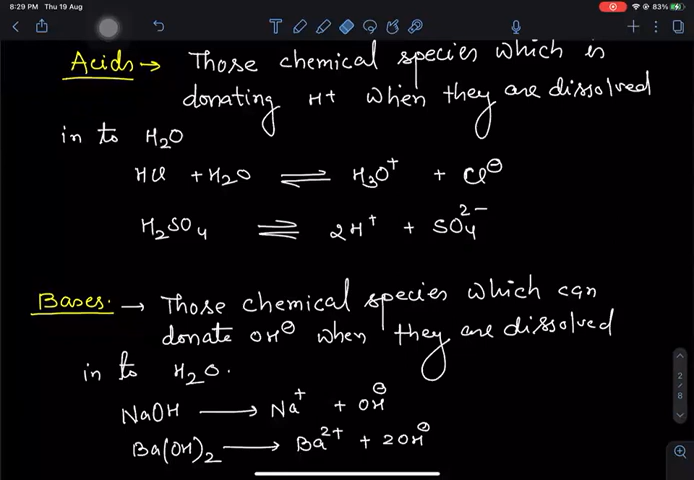 8:29 PM Thu 19 Aug 83%
Acids → Those chemical species which is
donating H+ when they are dissolved
in to H2O
HCl + H2O ⇌ H3O+ + Cl⊖
H2SO4 ⇌ 2H+ + SO4 2−
Bases. → Those chemical species which can
donate OH⊖ when they are dissolved
in to H2O.
NaOH → Na+ + OH⊖
Ba(OH)2 → Ba2+ + 2OH⊖
2
8